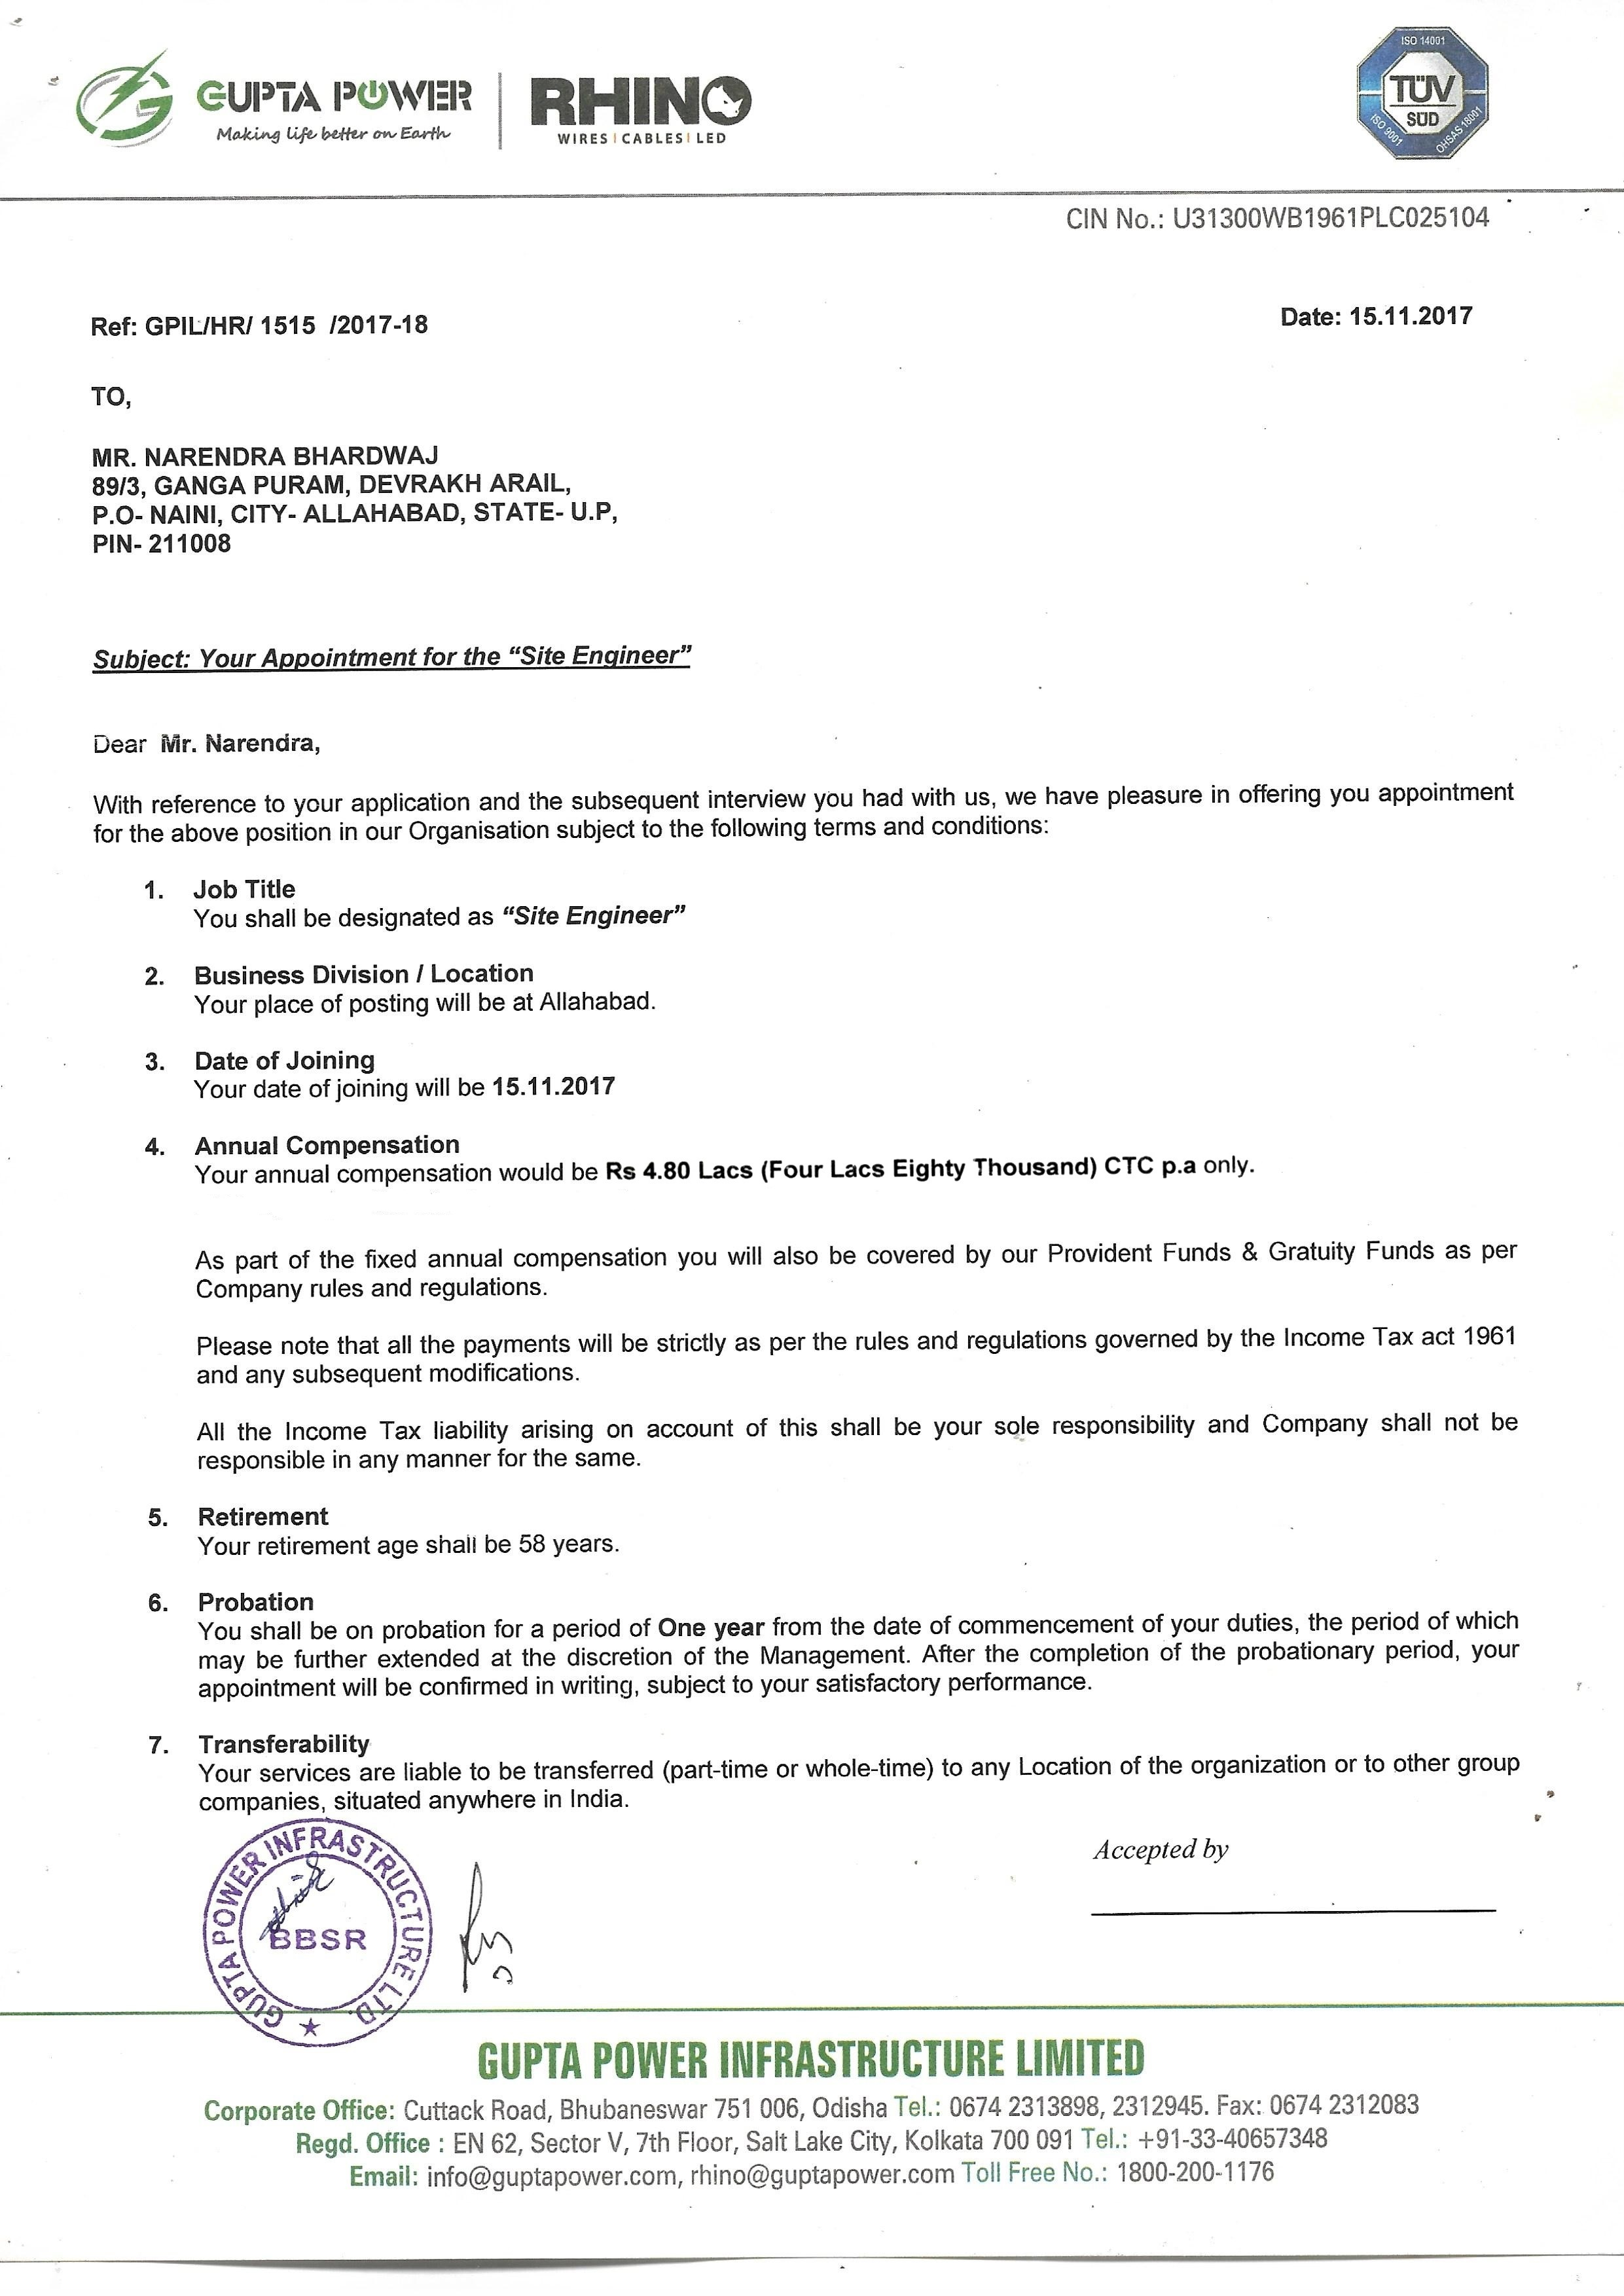 GUPTA POWER
Making life better on Earth
RHINO
WIRES | CABLES | LED
ISO 14001
TÜV
SÜD
ISO 9001
OHSAS 18001
CIN No.: U31300WB1961PLC025104
Ref: GPIL/HR/ 1515 /2017-18
Date: 15.11.2017
TO,
MR. NARENDRA BHARDWAJ
89/3, GANGA PURAM, DEVRAKH ARAIL,
P.O- NAINI, CITY- ALLAHABAD, STATE- U.P,
PIN- 211008
Subject: Your Appointment for the “Site Engineer”
Dear Mr. Narendra,
With reference to your application and the subsequent interview you had with us, we have pleasure in offering you appointment
for the above position in our Organisation subject to the following terms and conditions:
1. Job Title
You shall be designated as “Site Engineer”
2. Business Division / Location
Your place of posting will be at Allahabad.
3. Date of Joining
Your date of joining will be 15.11.2017
4. Annual Compensation
Your annual compensation would be Rs 4.80 Lacs (Four Lacs Eighty Thousand) CTC p.a only.
As part of the fixed annual compensation you will also be covered by our Provident Funds & Gratuity Funds as per
Company rules and regulations.
Please note that all the payments will be strictly as per the rules and regulations governed by the Income Tax act 1961
and any subsequent modifications.
All the Income Tax liability arising on account of this shall be your sole responsibility and Company shall not be
responsible in any manner for the same.
5. Retirement
Your retirement age shall be 58 years.
6. Probation
You shall be on probation for a period of One year from the date of commencement of your duties, the period of which
may be further extended at the discretion of the Management. After the completion of the probationary period, your
appointment will be confirmed in writing, subject to your satisfactory performance.
7. Transferability
Your services are liable to be transferred (part-time or whole-time) to any Location of the organization or to other group
companies, situated anywhere in India.
GUPTA POWER INFRASTRUCTURE LTD.
BBSR
Accepted by
GUPTA POWER INFRASTRUCTURE LIMITED
Corporate Office: Cuttack Road, Bhubaneswar 751 006, Odisha Tel.: 0674 2313898, 2312945. Fax: 0674 2312083
Regd. Office : EN 62, Sector V, 7th Floor, Salt Lake City, Kolkata 700 091 Tel.: +91-33-40657348
Email: info@guptapower.com, rhino@guptapower.com Toll Free No.: 1800-200-1176